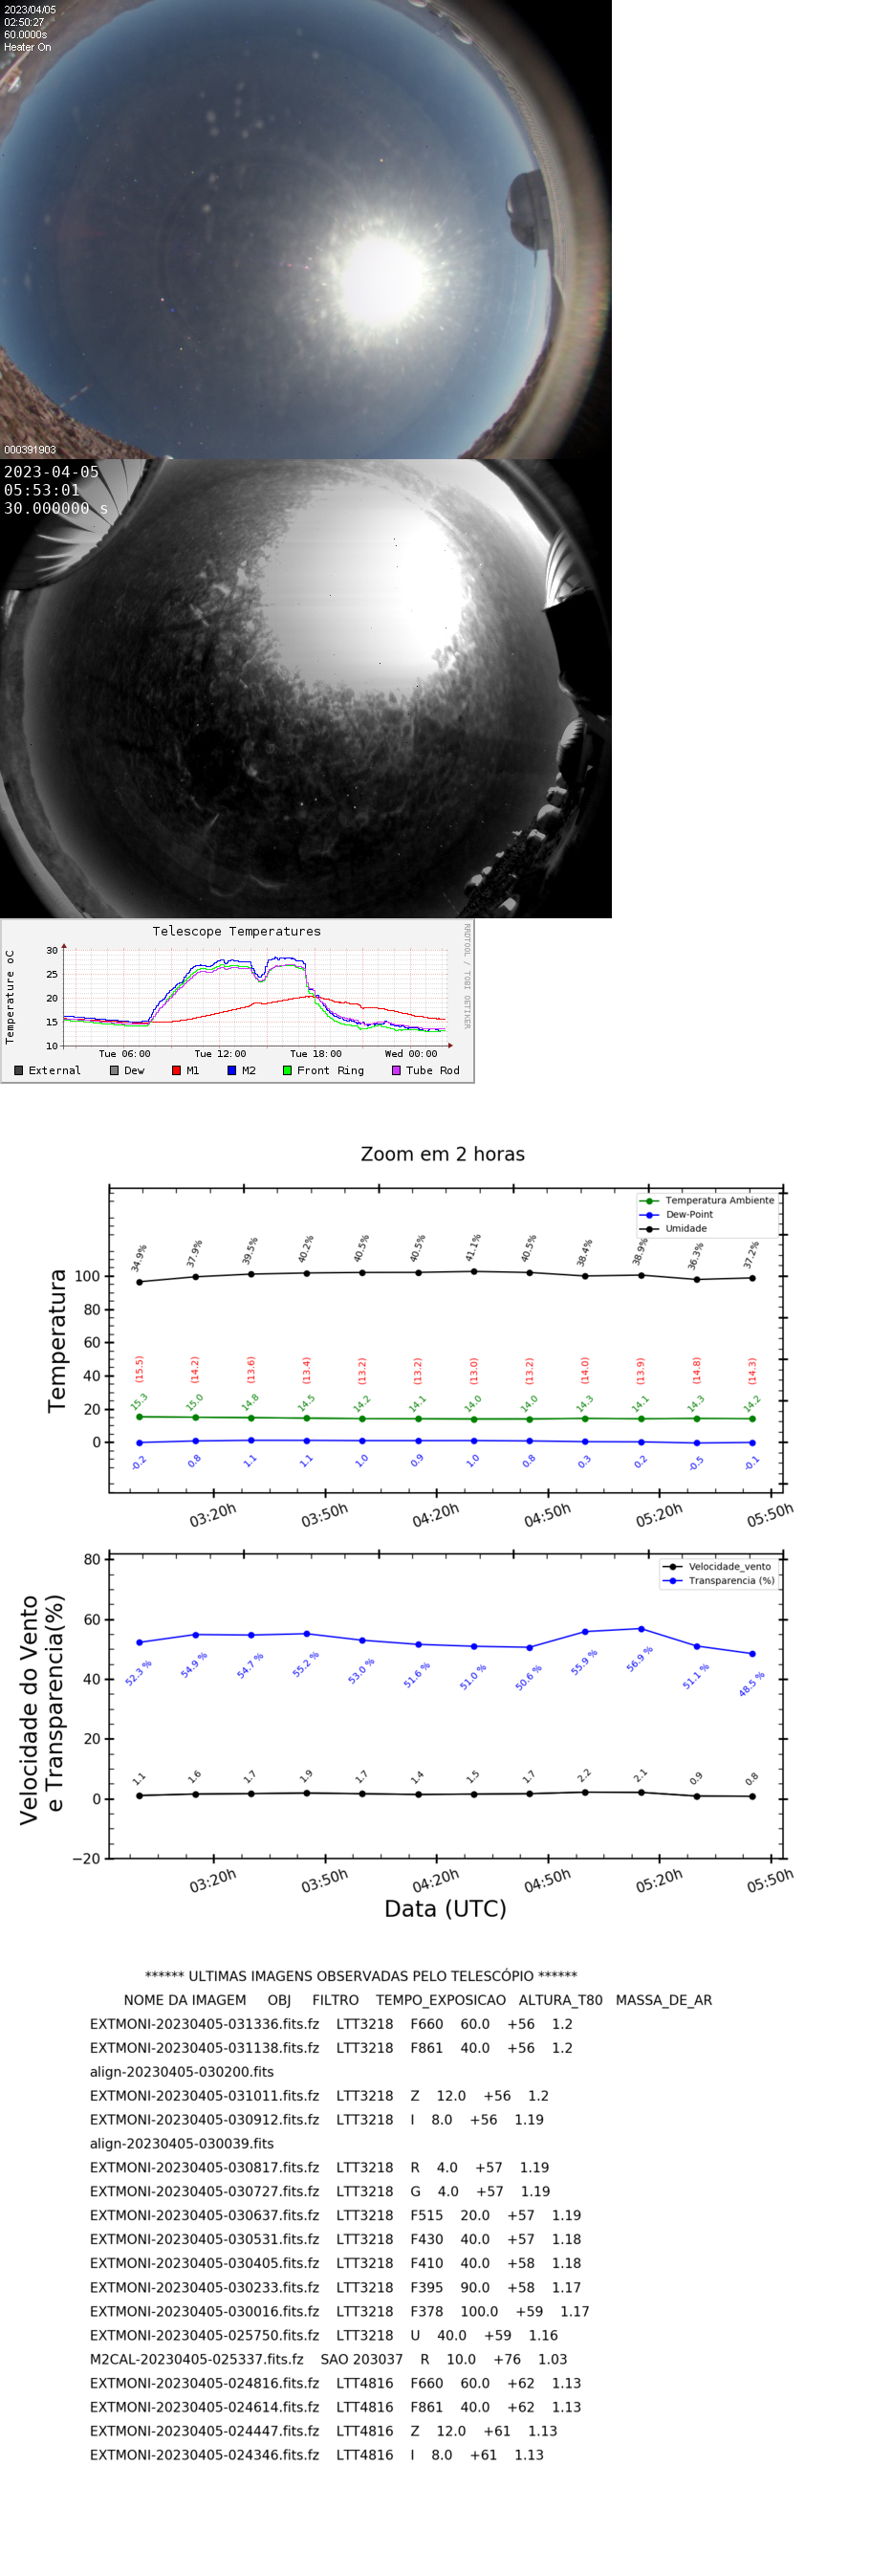 2023/04/05
02:50:27
60.0000s
Heater On
000391903
2023-04-05
05:53:01
30.000000 s
Telescope Temperatures
RRDTOOL / TOBI OETIKER
Temperature oC
30
25
20
15
10
Tue 06:00 Tue 12:00 Tue 18:00 Wed 00:00
External Dew M1 M2 Front Ring Tube Rod
Zoom em 2 horas
Temperatura Ambiente
Dew-Point
Umidade
Temperatura
100
80
60
40
20
0
34.9% 37.9% 39.5% 40.2% 40.5% 40.5% 41.1% 40.5% 38.4% 38.9% 36.3% 37.2%
(15.5) (14.2) (13.6) (13.4) (13.2) (13.2) (13.0) (13.2) (14.0) (13.9) (14.8) (14.3)
15.3 15.0 14.8 14.5 14.2 14.1 14.0 14.0 14.3 14.1 14.3 14.2
-0.2 0.8 1.1 1.1 1.0 0.9 1.0 0.8 0.3 0.2 -0.5 -0.1
03:20h 03:50h 04:20h 04:50h 05:20h 05:50h
Velocidade_vento
Transparencia (%)
Velocidade do Vento
e Transparencia(%)
80
60
40
20
0
−20
52.3 % 54.9 % 54.7 % 55.2 % 53.0 % 51.6 % 51.0 % 50.6 % 55.9 % 56.9 % 51.1 % 48.5 %
1.1 1.6 1.7 1.9 1.7 1.4 1.5 1.7 2.2 2.1 0.9 0.8
03:20h 03:50h 04:20h 04:50h 05:20h 05:50h
Data (UTC)
****** ULTIMAS IMAGENS OBSERVADAS PELO TELESCÓPIO ******
NOME DA IMAGEM OBJ FILTRO TEMPO_EXPOSICAO ALTURA_T80 MASSA_DE_AR
EXTMONI-20230405-031336.fits.fz LTT3218 F660 60.0 +56 1.2
EXTMONI-20230405-031138.fits.fz LTT3218 F861 40.0 +56 1.2
align-20230405-030200.fits
EXTMONI-20230405-031011.fits.fz LTT3218 Z 12.0 +56 1.2
EXTMONI-20230405-030912.fits.fz LTT3218 I 8.0 +56 1.19
align-20230405-030039.fits
EXTMONI-20230405-030817.fits.fz LTT3218 R 4.0 +57 1.19
EXTMONI-20230405-030727.fits.fz LTT3218 G 4.0 +57 1.19
EXTMONI-20230405-030637.fits.fz LTT3218 F515 20.0 +57 1.19
EXTMONI-20230405-030531.fits.fz LTT3218 F430 40.0 +57 1.18
EXTMONI-20230405-030405.fits.fz LTT3218 F410 40.0 +58 1.18
EXTMONI-20230405-030233.fits.fz LTT3218 F395 90.0 +58 1.17
EXTMONI-20230405-030016.fits.fz LTT3218 F378 100.0 +59 1.17
EXTMONI-20230405-025750.fits.fz LTT3218 U 40.0 +59 1.16
M2CAL-20230405-025337.fits.fz SAO 203037 R 10.0 +76 1.03
EXTMONI-20230405-024816.fits.fz LTT4816 F660 60.0 +62 1.13
EXTMONI-20230405-024614.fits.fz LTT4816 F861 40.0 +62 1.13
EXTMONI-20230405-024447.fits.fz LTT4816 Z 12.0 +61 1.13
EXTMONI-20230405-024346.fits.fz LTT4816 I 8.0 +61 1.13